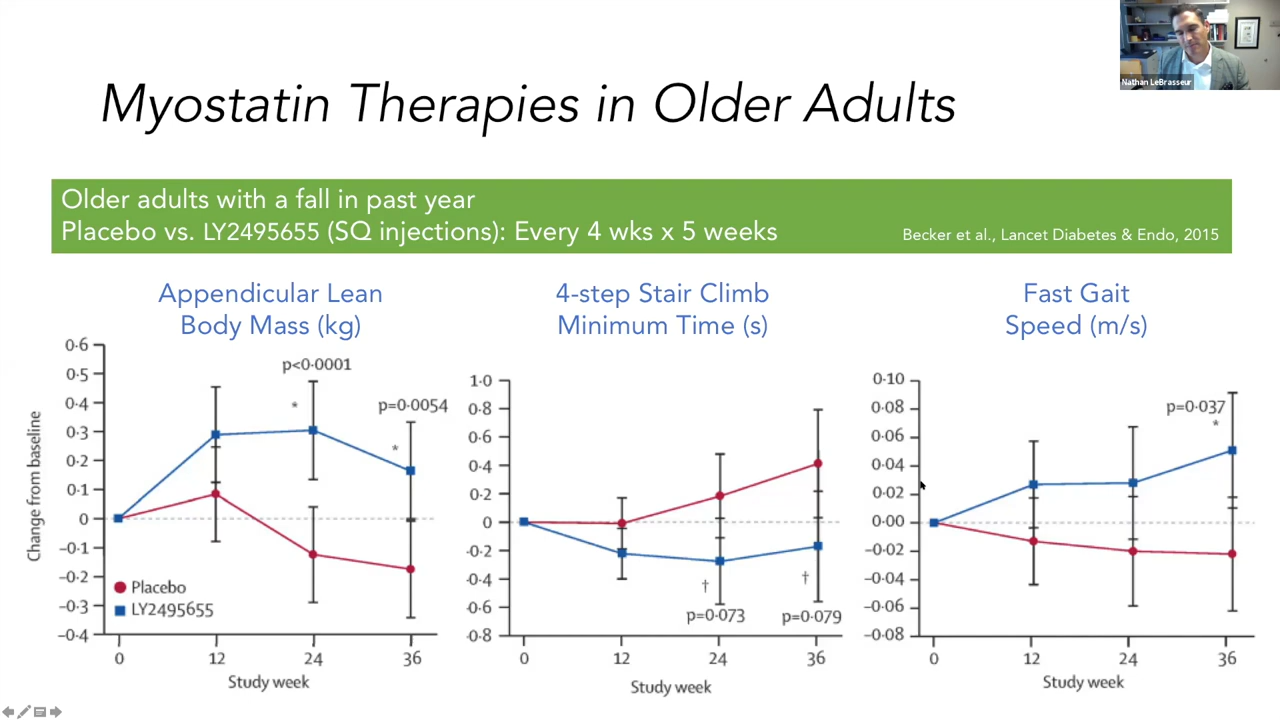 Nathan LeBrasseur
Myostatin Therapies in Older Adults
Older adults with a fall in past year
Placebo vs. LY2495655 (SQ injections): Every 4 wks x 5 weeks
Becker et al., Lancet Diabetes & Endo, 2015
Appendicular Lean
Body Mass (kg)
Change from baseline
0·6
0·5
0·4
0·3
0·2
0·1
0
–0·1
–0·2
–0·3
–0·4
p<0·0001
*
p=0·0054
*
Placebo
LY2495655
0 12 24 36
Study week
4-step Stair Climb
Minimum Time (s)
1·0
0·8
0·6
0·4
0·2
0
-0·2
-0·4
0·6
0·8
†
p=0·073
†
p=0·079
0 12 24 36
Study week
Fast Gait
Speed (m/s)
0·10
0·08
0·06
0·04
0·02
0·00
–0·02
–0·04
–0·06
–0·08
p=0·037
*
0 12 24 36
Study week